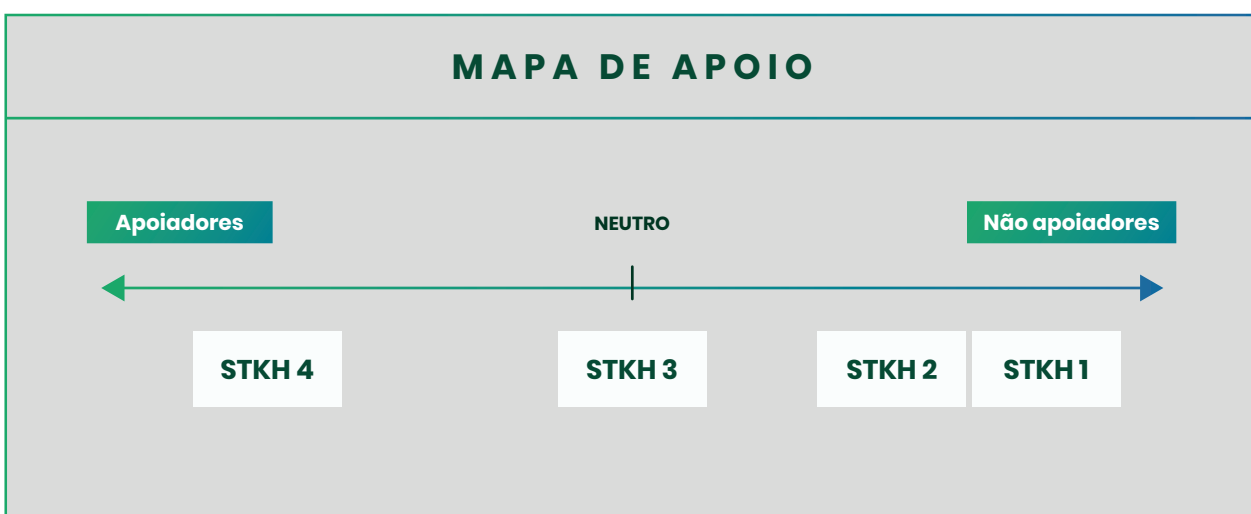 MAPA DE APOIO
Apoiadores
NEUTRO
Não apoiadores
STKH 4
STKH 3
STKH 2
STKH 1